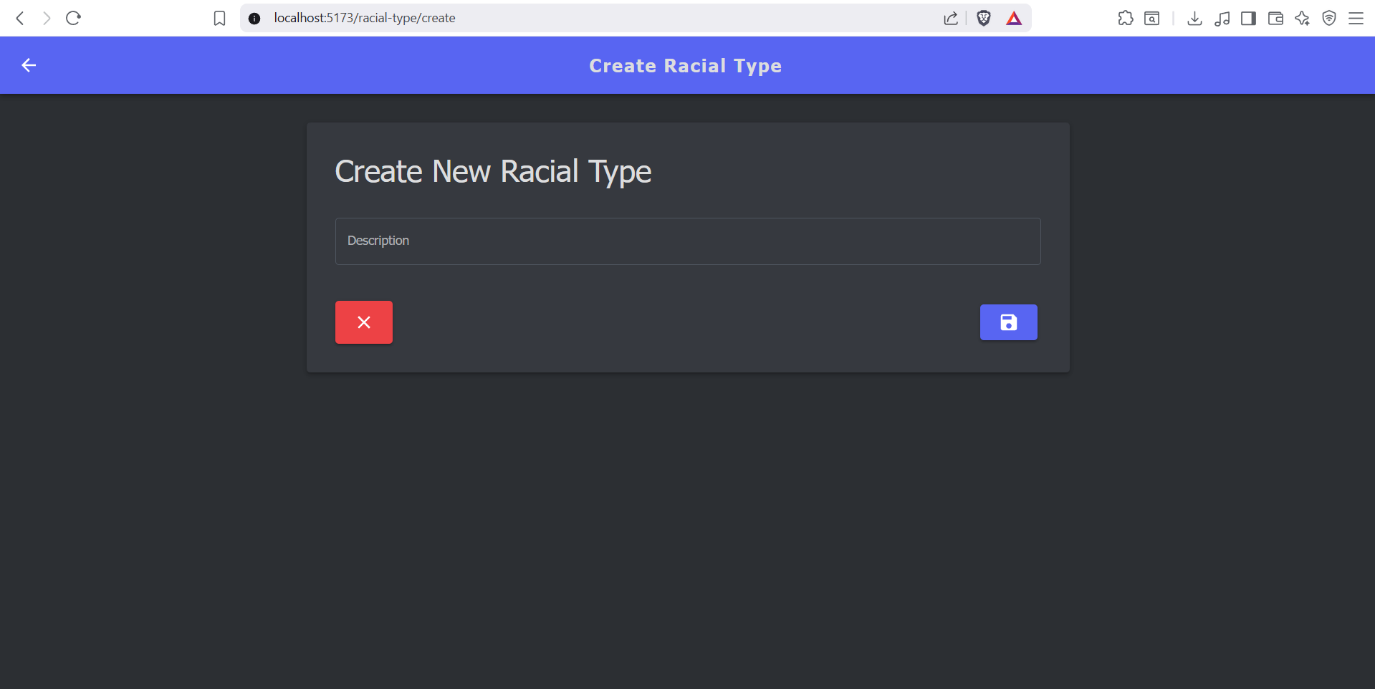 localhost:5173/racial-type/create
Create Racial Type
Create New Racial Type
Description